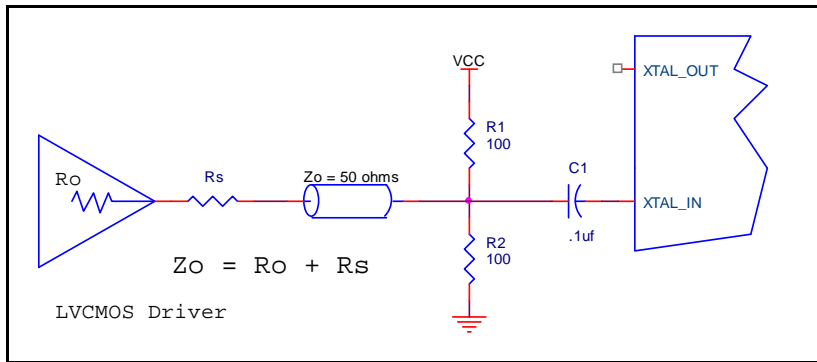 VCC
XTAL_OUT
R1
100
Ro
Rs
Zo = 50 ohms
C1
XTAL_IN
.1uf
R2
100
Zo = Ro + Rs
LVCMOS Driver